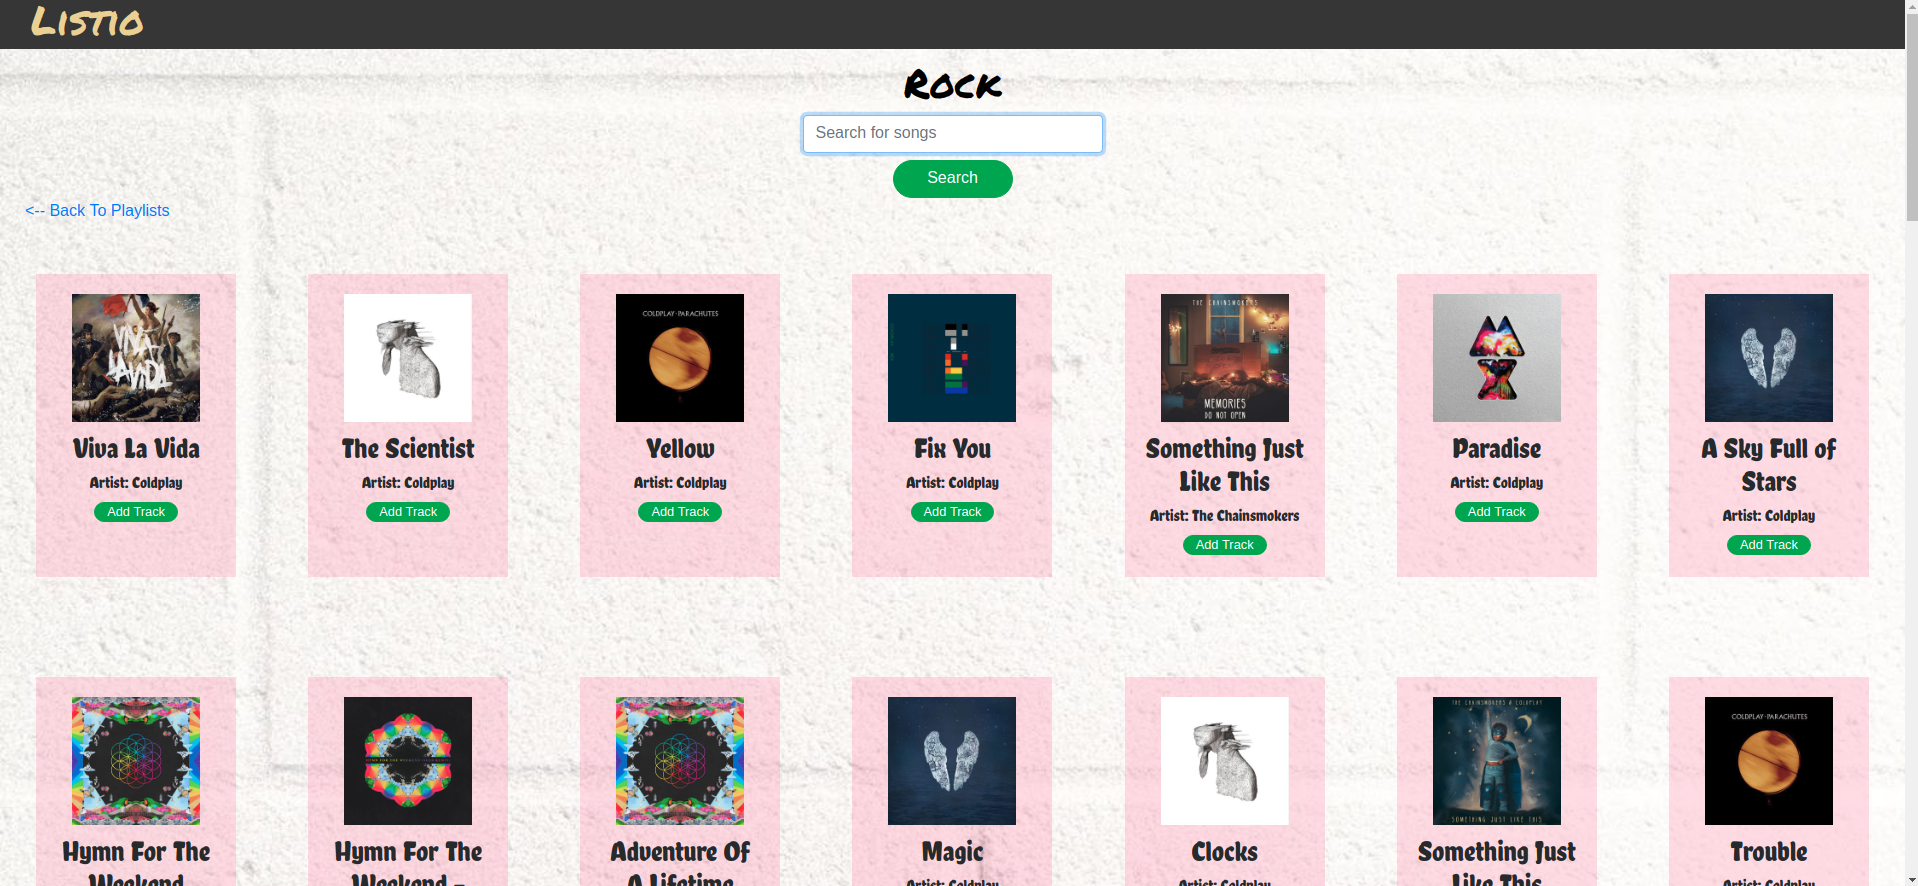 Listio
Rock
Search for songs
Search
<-- Back To Playlists
VIVA
LA VIDA
COLDPLAY·PARACHUTES
THE CHAINSMOKERS
MEMORIES
DO NOT OPEN
Viva La Vida
Artist: Coldplay
Add Track
The Scientist
Artist: Coldplay
Add Track
Yellow
Artist: Coldplay
Add Track
Fix You
Artist: Coldplay
Add Track
Something Just
Like This
Artist: The Chainsmokers
Add Track
Paradise
Artist: Coldplay
Add Track
A Sky Full of
Stars
Artist: Coldplay
Add Track
THE CHAINSMOKERS & COLDPLAY
SOMETHING JUST LIKE THIS
COLDPLAY·PARACHUTES
Hymn For The
Weekend
Hymn For The
Weekend -
Adventure Of
A Lifetime
Magic
Artist: Coldplay
Clocks
Artist: Coldplay
Something Just
Like This
Trouble
Artist: Coldplay